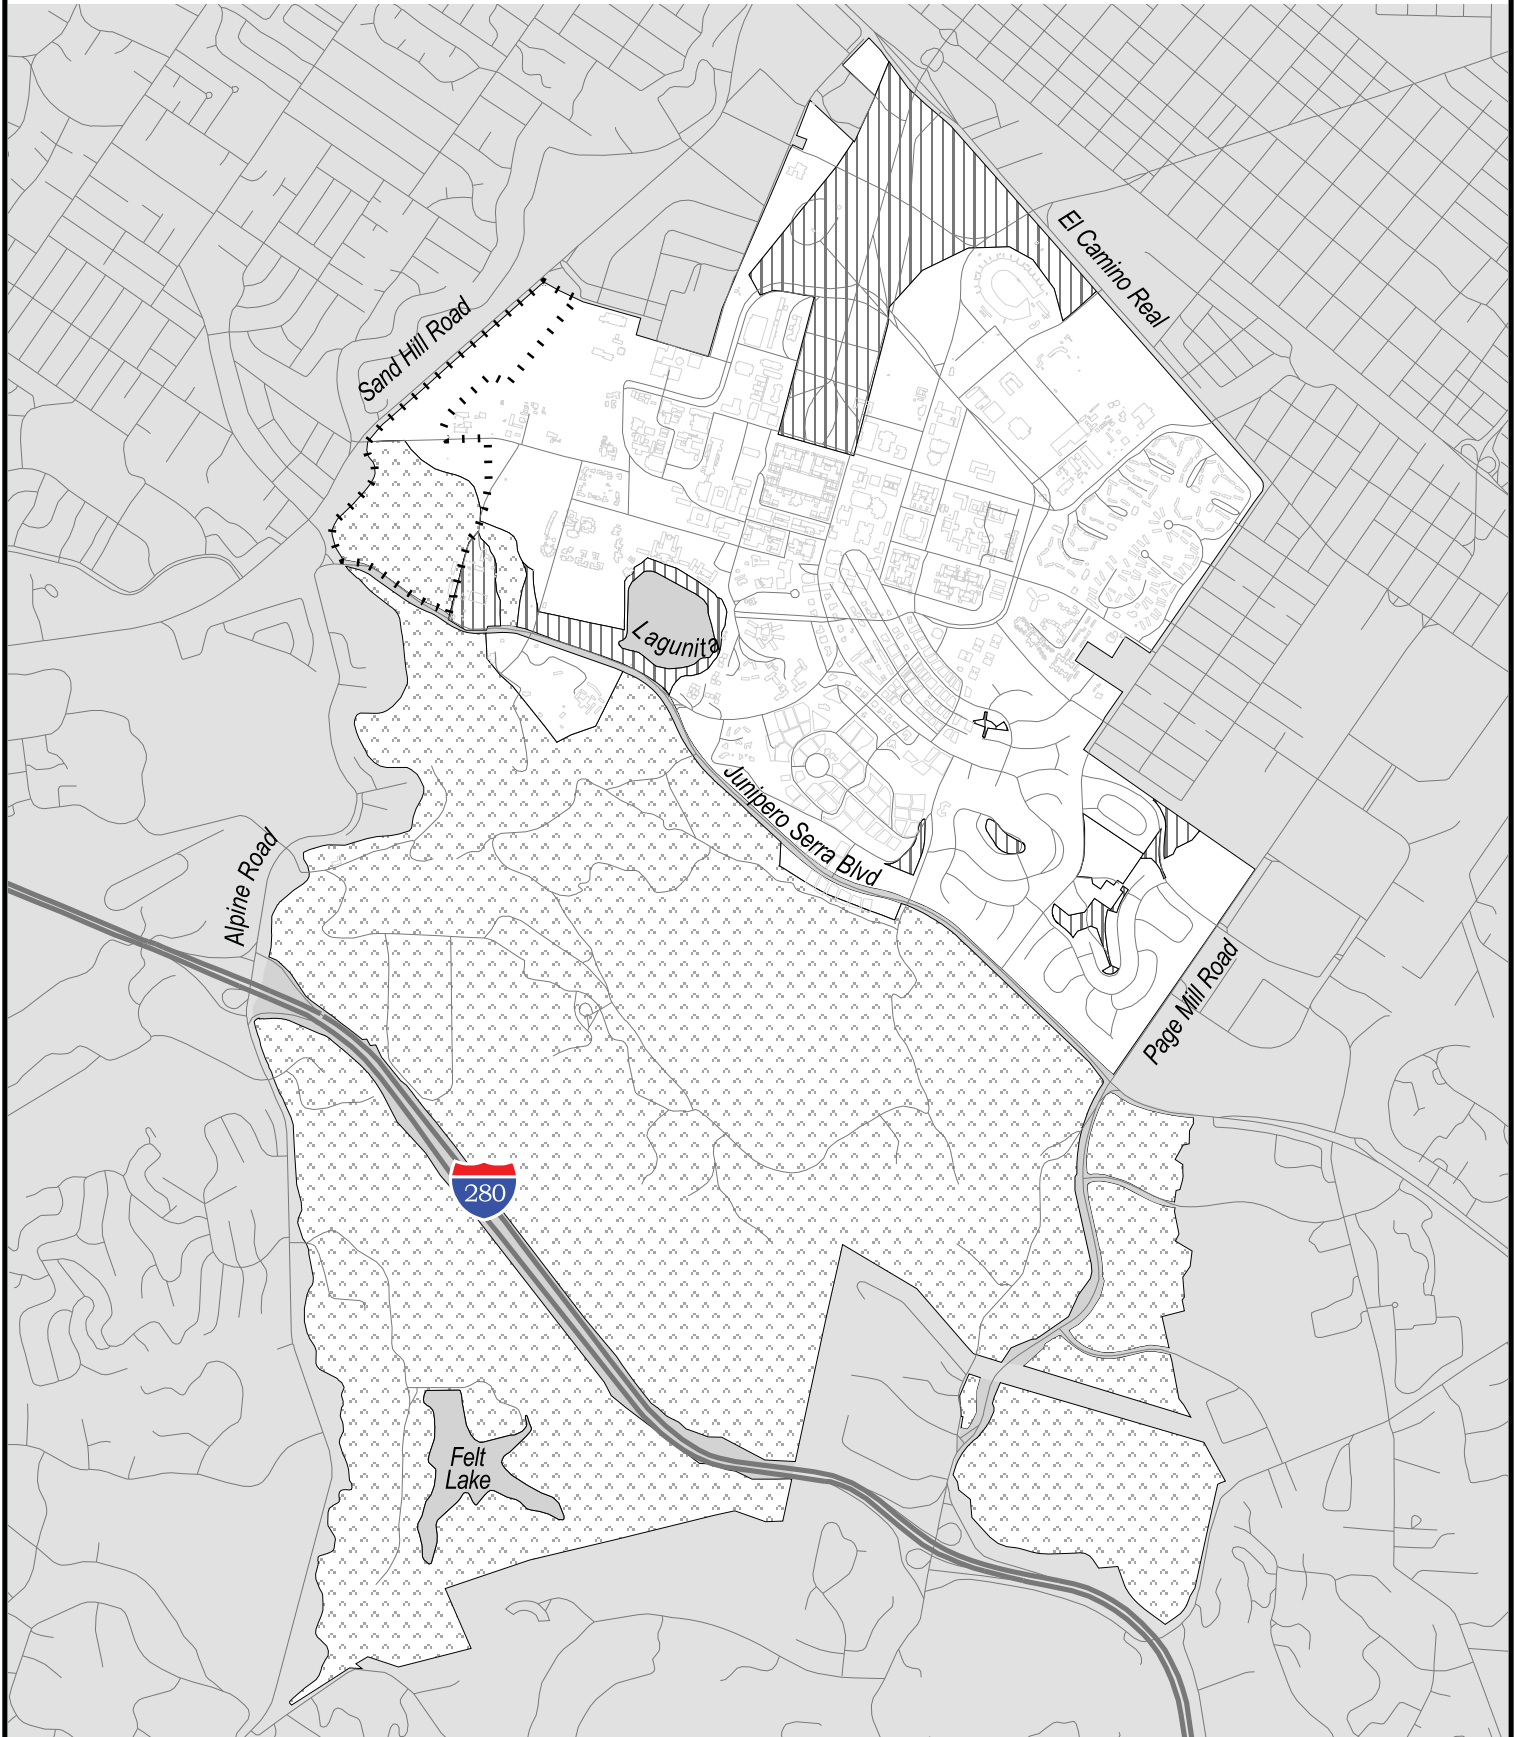 El Camino Real
Sand Hill Road
Lagunita
Junipero Serra Blvd
Alpine Road
Page Mill Road
280
Felt
Lake